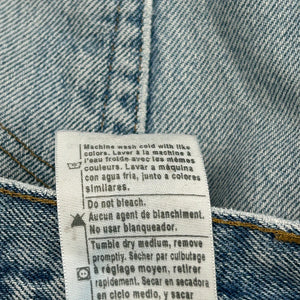 Machine wash cold with like
colors. Laver à la machine à
l'eau froide avec les mêmes
couleurs. Lavar a máquina
con agua fria, junto a colores
similares.
Do not bleach.
Aucun agent de blanchiment.
No usar blanqueador.
Tumble dry medium, remove
promptly. Sécher par culbutage
à réglage moyen, retirer
rapidement. Secar en secadora
en ciclo medio, y sacar